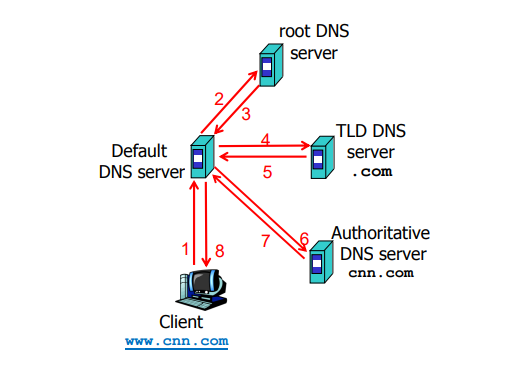 root DNS
server
2
3
4
TLD DNS
server
.com
5
Default
DNS server
6
7
Authoritative
DNS server
cnn.com
1
8
Client
www.cnn.com